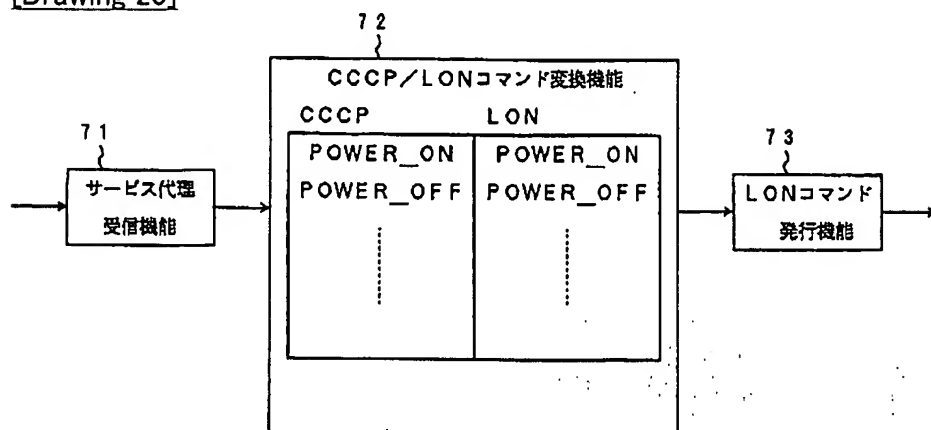 ７２
ＣＣＣＰ／ＬＯＮコマンド変換機能
ＣＣＣＰ ＬＯＮ
７１
サービス代理
受信機能
ＰＯＷＥＲ＿ＯＮ ＰＯＷＥＲ＿ＯＮ
ＰＯＷＥＲ＿ＯＦＦ ＰＯＷＥＲ＿ＯＦＦ
７３
ＬＯＮコマンド
発行機能